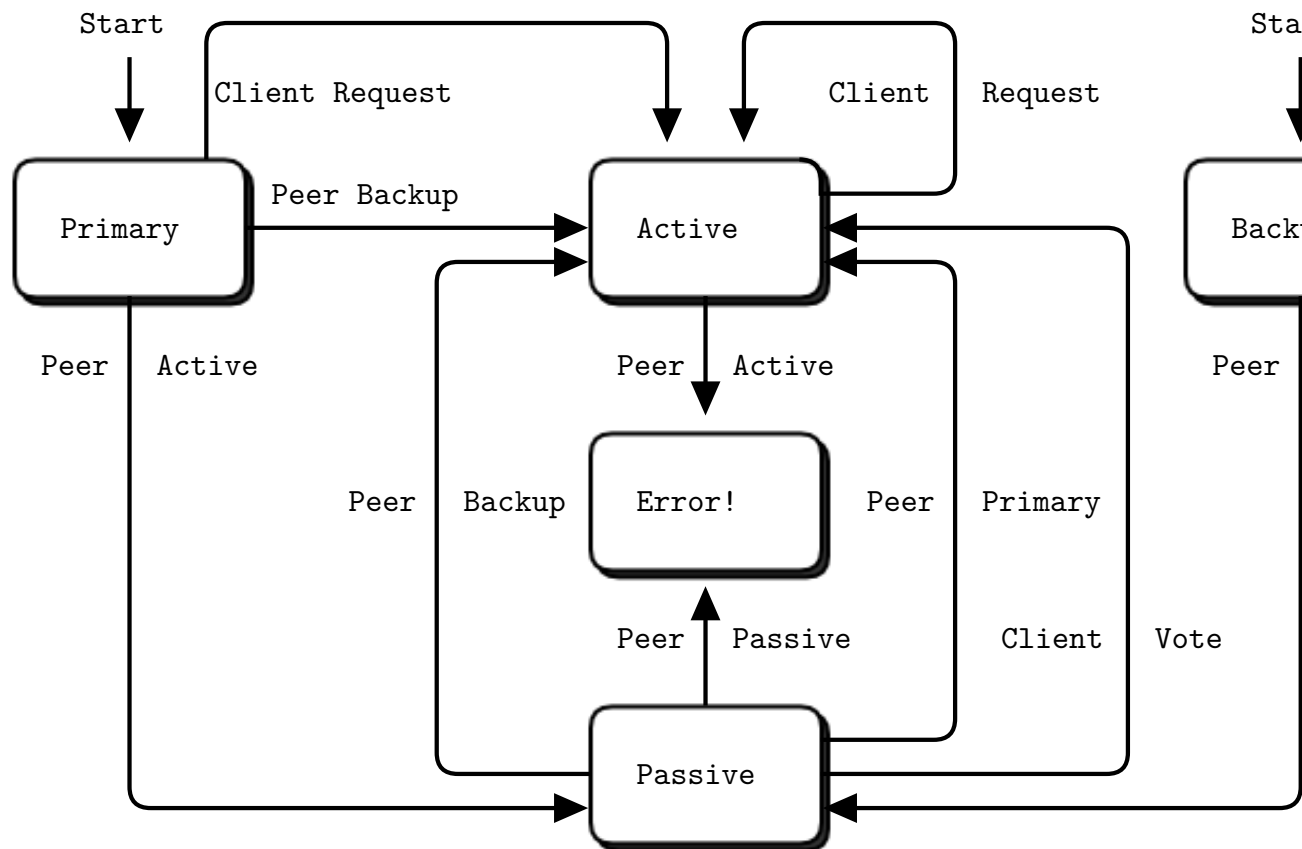 Start
Client Request
Client Request
Peer Backup
Primary
Active
Peer Active
Peer Active
Peer
Peer Backup
Error!
Peer Primary
Peer Passive
Client Vote
Passive